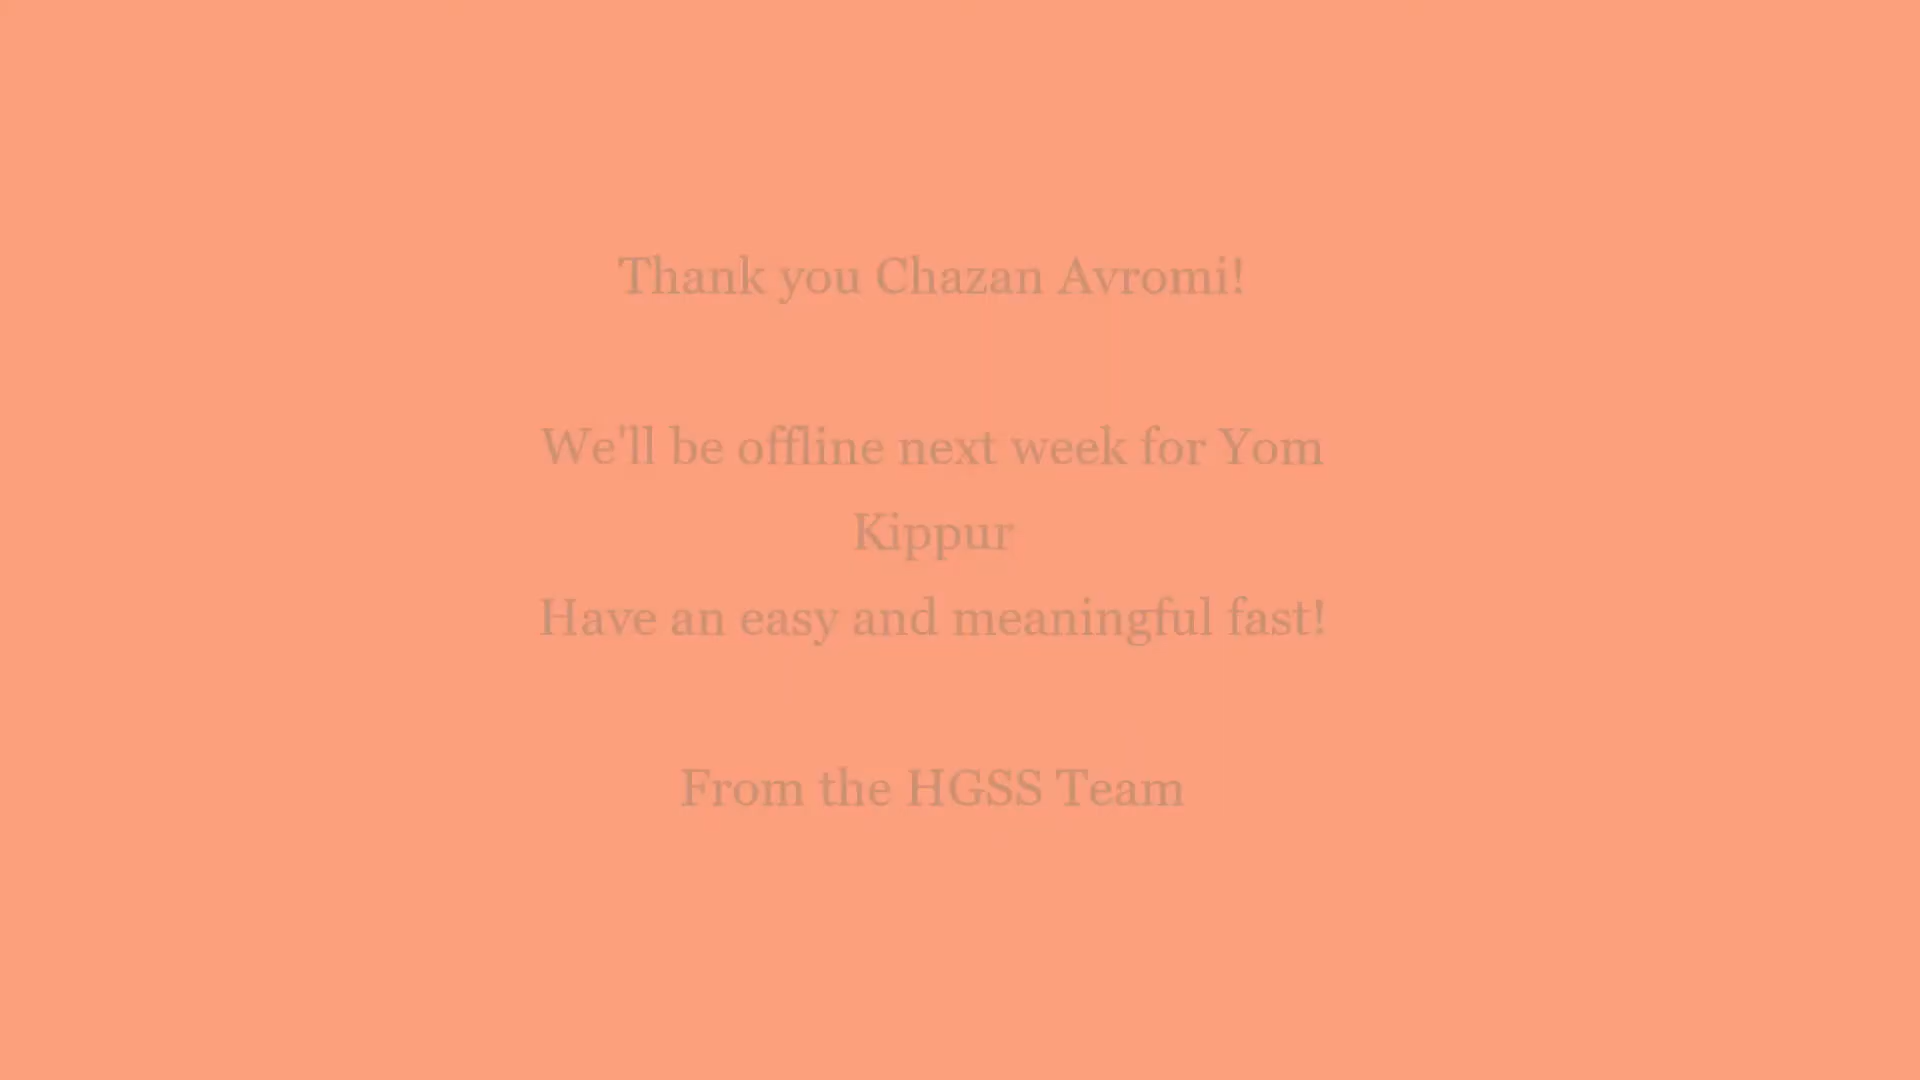 Thank you Chazan Avromi!
We'll be offline next week for Yom
Kippur
Have an easy and meaningful fast!
From the HGSS Team